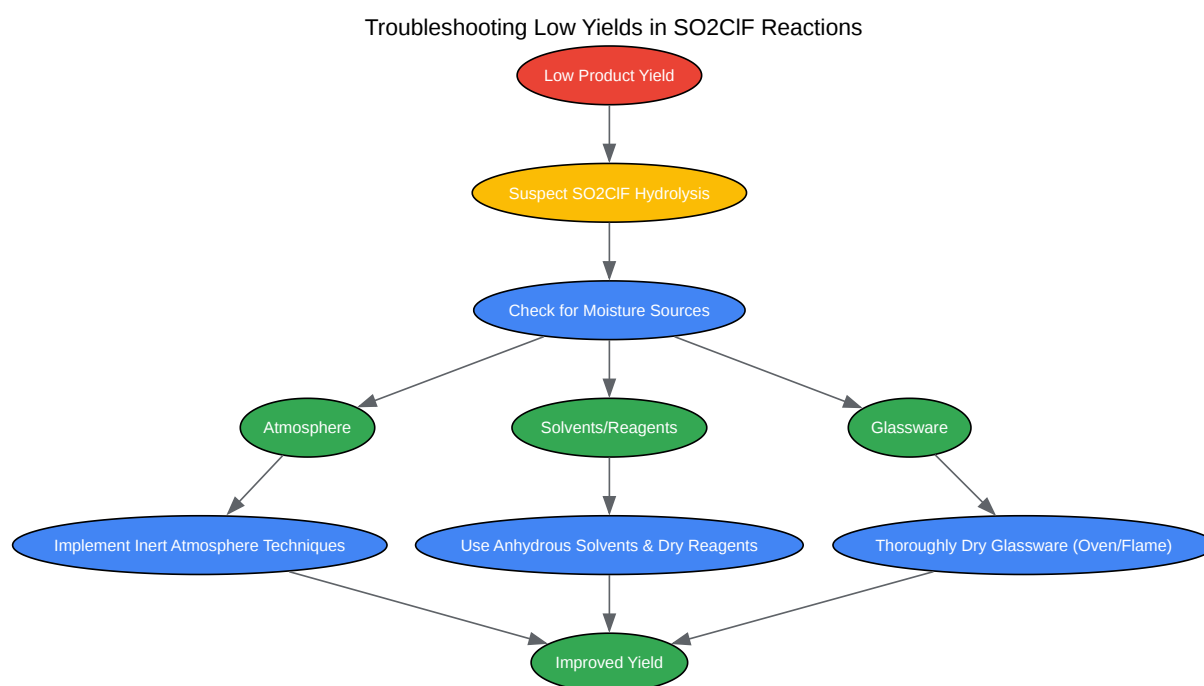 Troubleshooting Low Yields in SO2ClF Reactions
Low Product Yield
Suspect SO2ClF Hydrolysis
Check for Moisture Sources
Atmosphere
Solvents/Reagents
Glassware
Implement Inert Atmosphere Techniques
Use Anhydrous Solvents & Dry Reagents
Thoroughly Dry Glassware (Oven/Flame)
Improved Yield